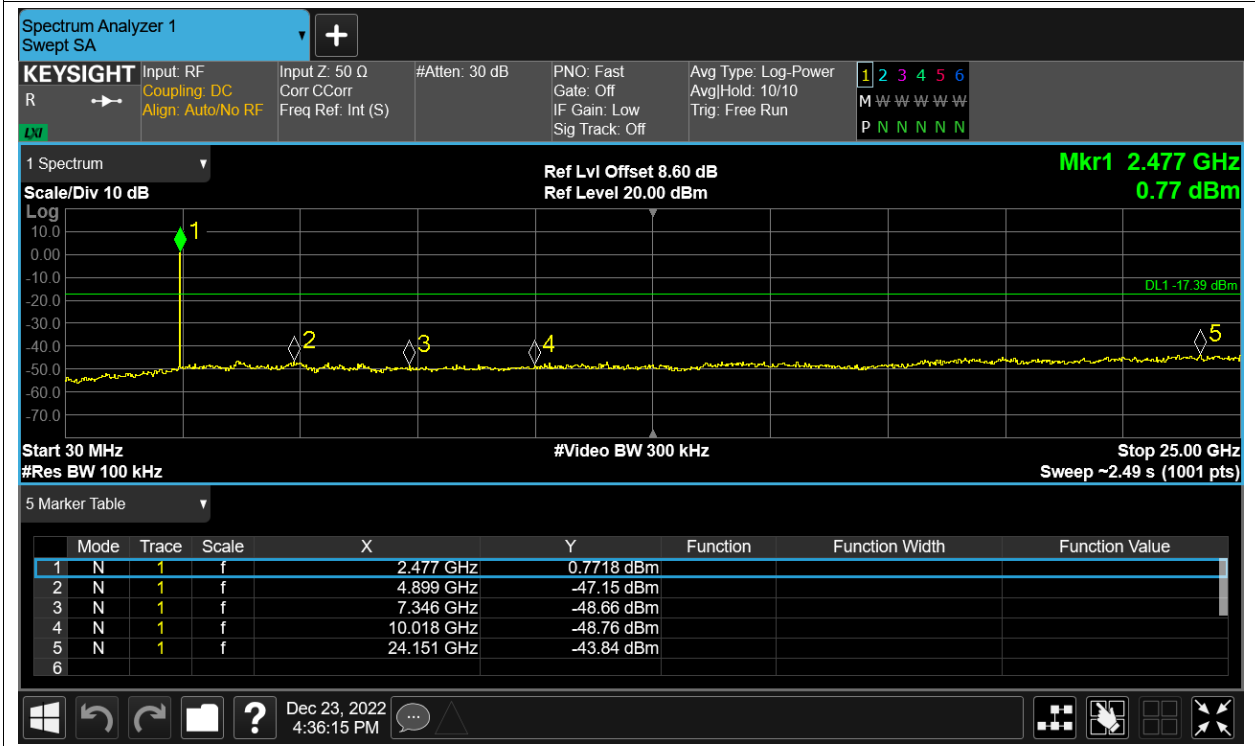 Spectrum Analyzer 1
Swept SA
+
KEYSIGHT
R
LXI
Input: RF
Coupling: DC
Align: Auto/No RF
Input Z: 50 Ω
Corr CCorr
Freq Ref: Int (S)
#Atten: 30 dB
PNO: Fast
Gate: Off
IF Gain: Low
Sig Track: Off
Avg Type: Log-Power
Avg|Hold: 10/10
Trig: Free Run
1 2 3 4 5 6
M W W W W W
P N N N N N
1 Spectrum
Scale/Div 10 dB
Ref Lvl Offset 8.60 dB
Ref Level 20.00 dBm
Mkr1 2.477 GHz
0.77 dBm
Log
10.0
0.00
-10.0
-20.0
-30.0
-40.0
-50.0
-60.0
-70.0
1
2
3
4
5
DL1 -17.39 dBm
Start 30 MHz
#Video BW 300 kHz
Stop 25.00 GHz
#Res BW 100 kHz
Sweep ~2.49 s (1001 pts)
5 Marker Table
Mode Trace Scale X Y Function Function Width Function Value
1 N 1 f 2.477 GHz 0.7718 dBm
2 N 1 f 4.899 GHz -47.15 dBm
3 N 1 f 7.346 GHz -48.66 dBm
4 N 1 f 10.018 GHz -48.76 dBm
5 N 1 f 24.151 GHz -43.84 dBm
6
?
Dec 23, 2022
4:36:15 PM